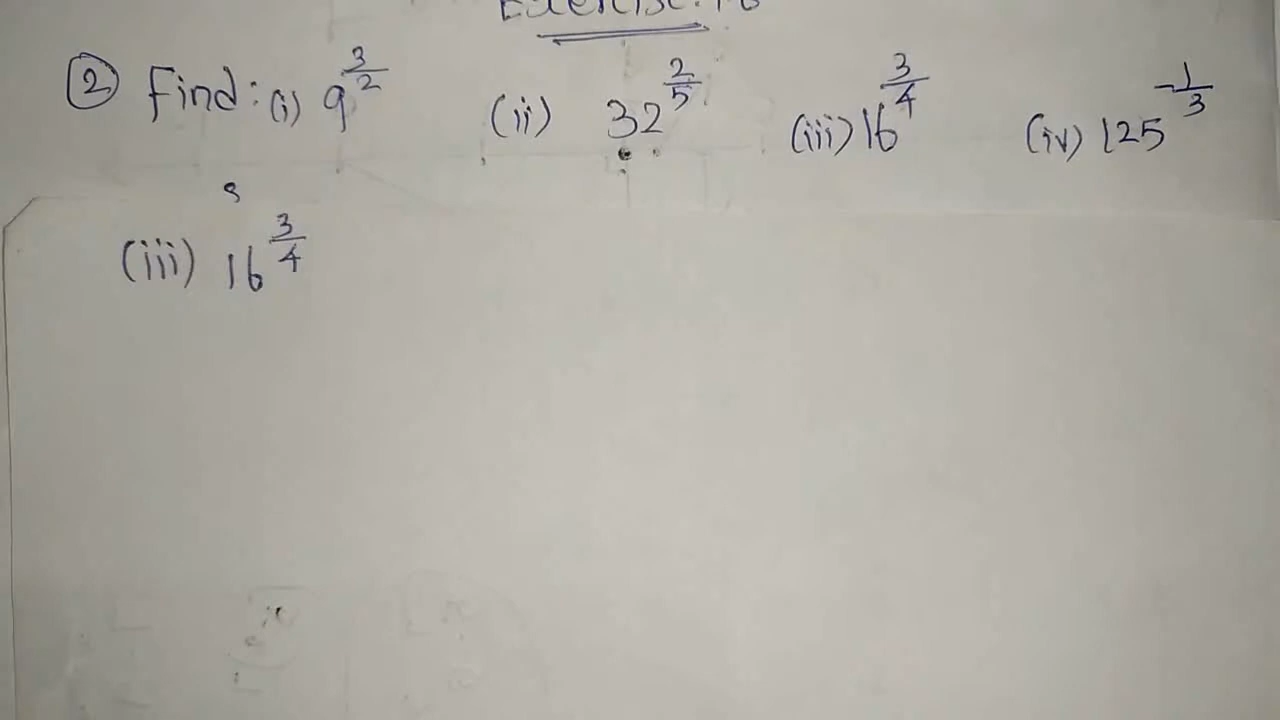 ② Find: (i) 9^(3/2) (ii) 32^(2/5) (iii) 16^(3/4) (iv) 125^(-1/3)
(iii) 16^(3/4)